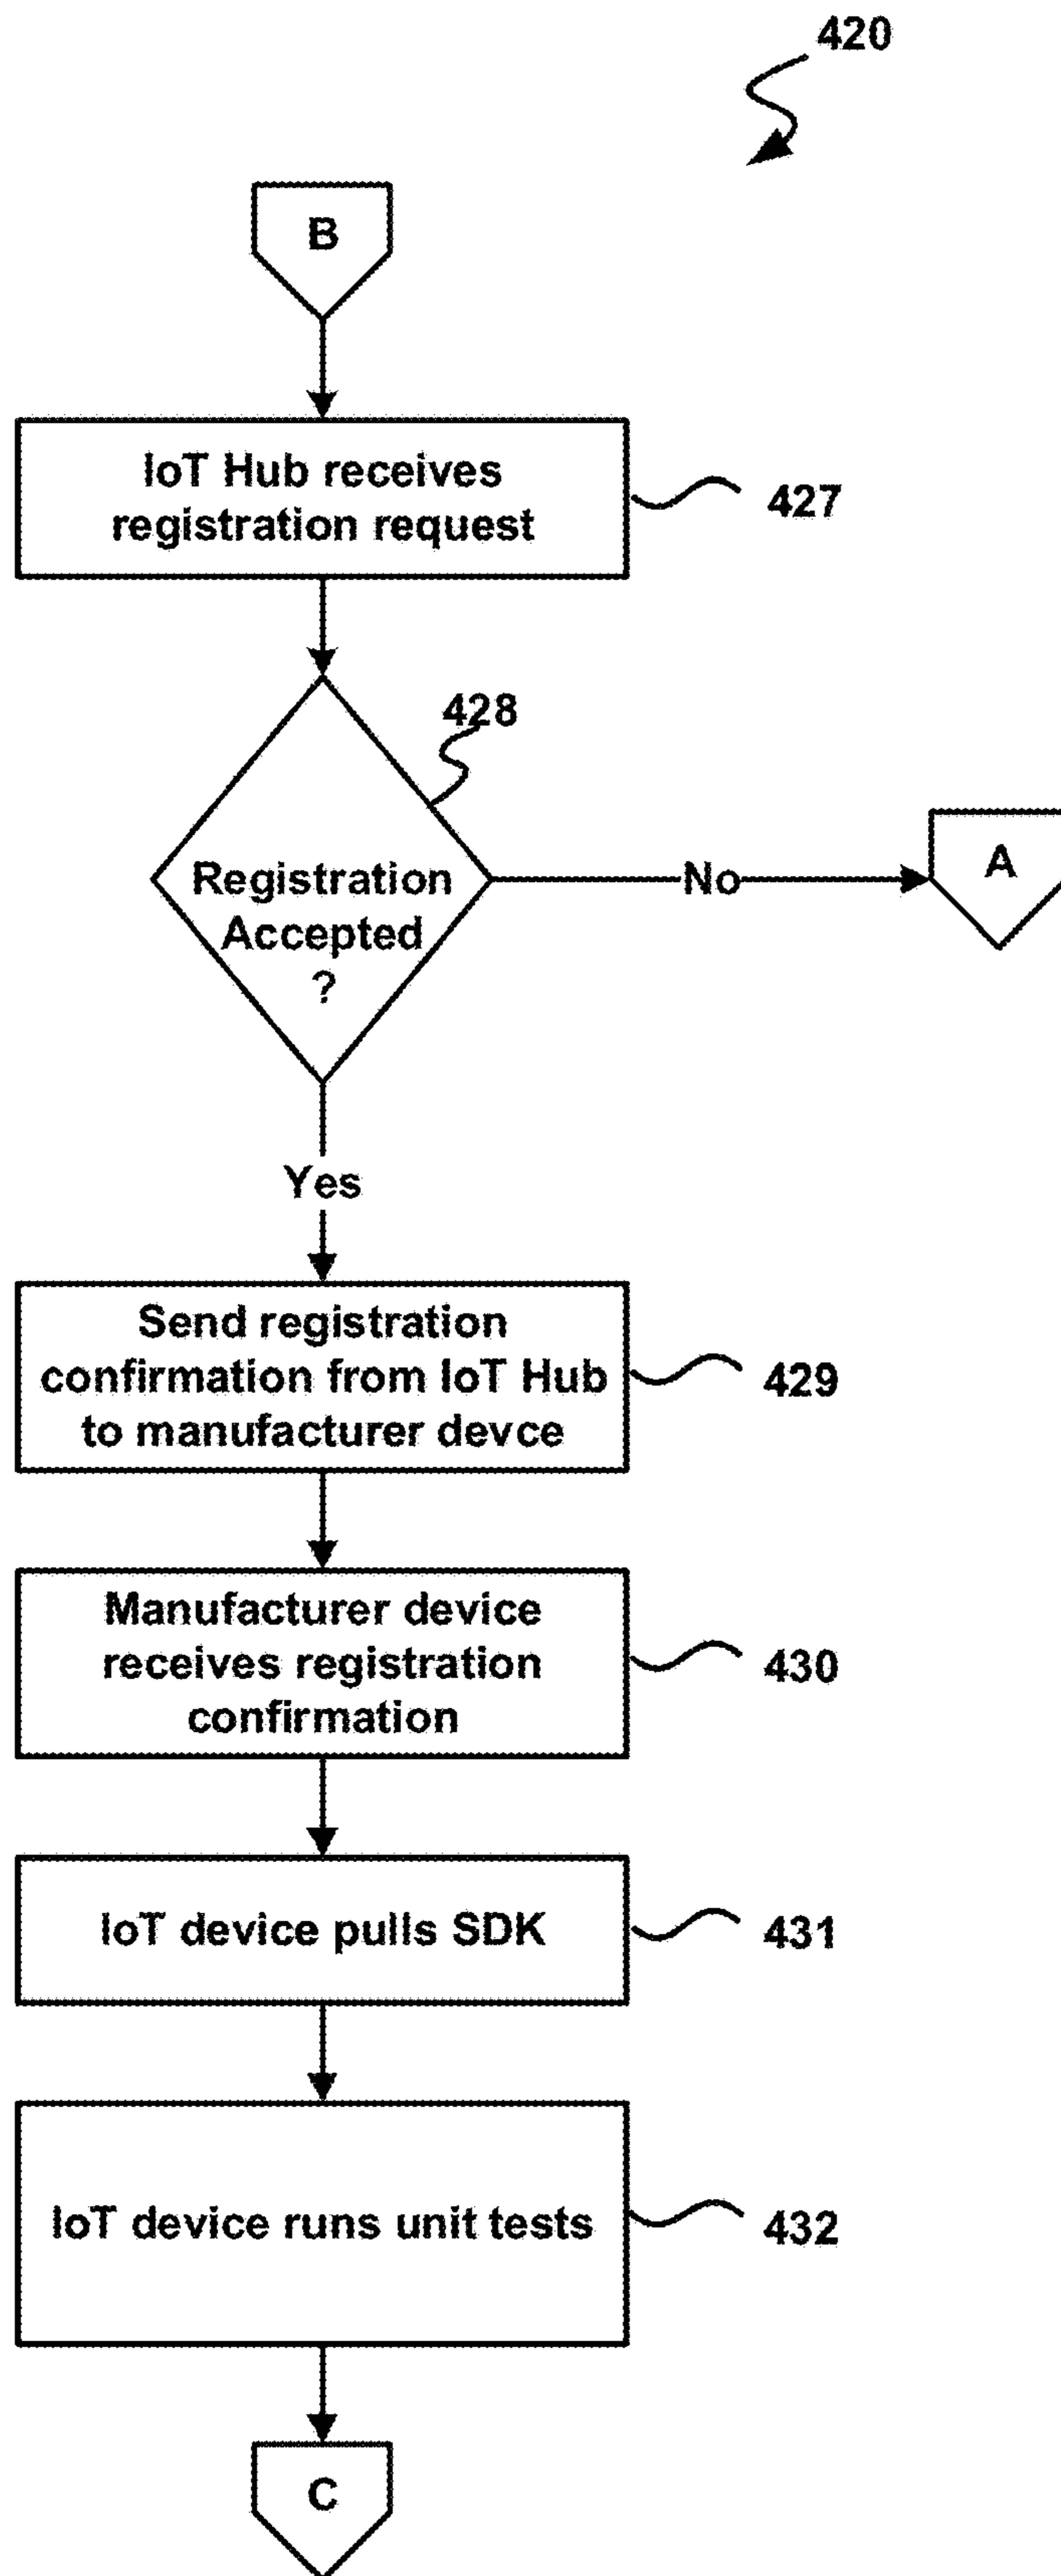 420
B
IoT Hub receives
registration request
427
428
Registration
Accepted
?
No
A
Yes
Send registration
confirmation from IoT Hub
to manufacturer devce
429
Manufacturer device
receives registration
confirmation
430
IoT device pulls SDK
431
IoT device runs unit tests
432
C